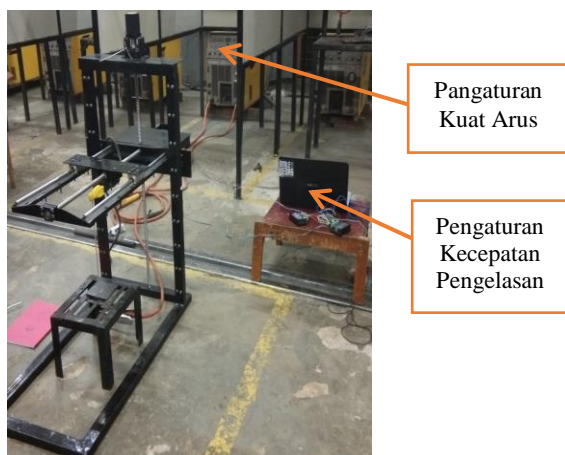 Pangaturan
Kuat Arus
Pengaturan
Kecepatan
Pengelasan